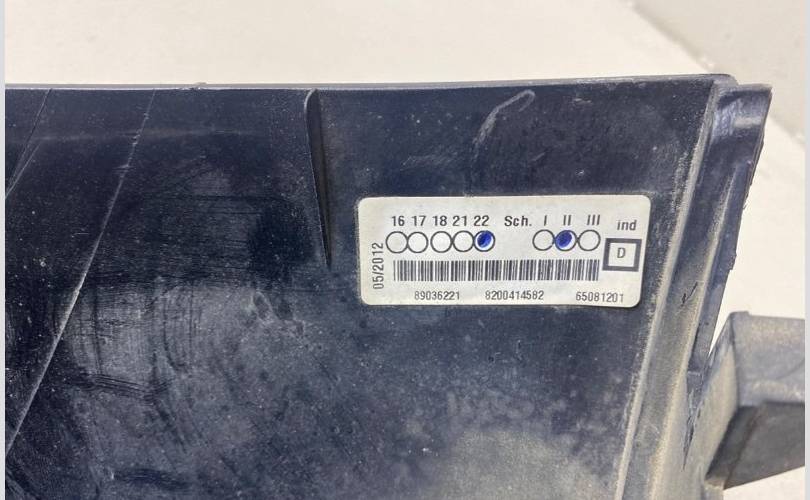 16 17 18 21 22 Sch. I II III ind
D
05/2012
89036221 8200414582 65081201